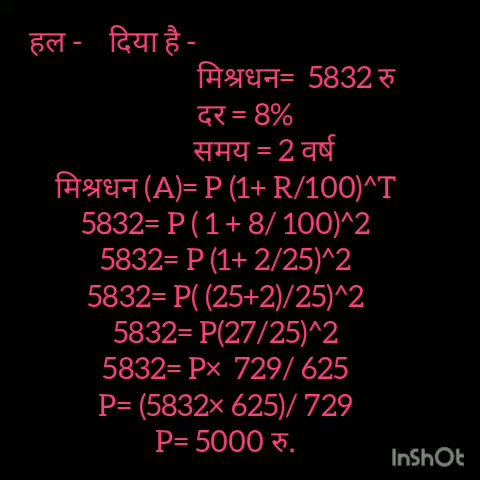 हल -    दिया है -
मिश्रधन=  5832 रु
दर = 8%
समय = 2 वर्ष
मिश्रधन (A)= P (1+ R/100)^T
5832= P ( 1 + 8/ 100)^2
5832= P (1+ 2/25)^2
5832= P( (25+2)/25)^2
5832= P(27/25)^2
5832= P×  729/ 625
P= (5832× 625)/ 729
P= 5000 रु.
InShOt